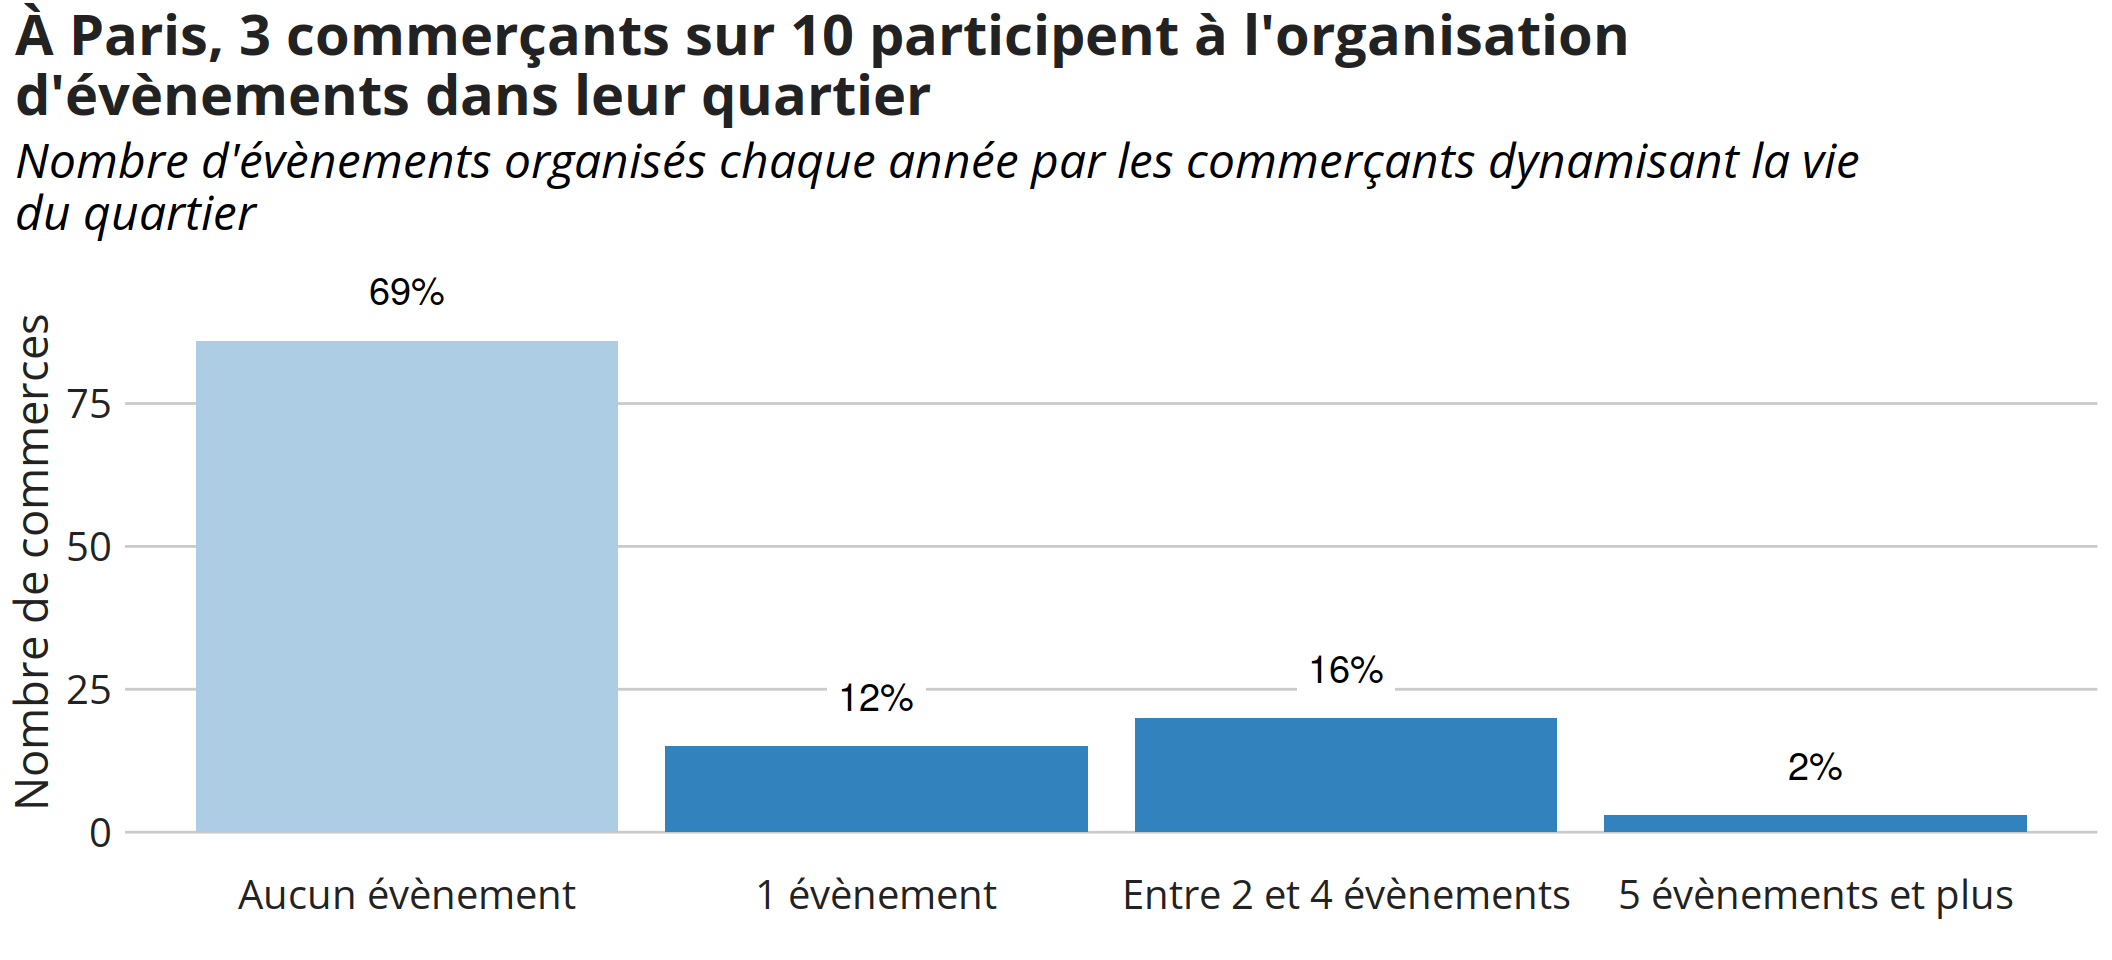 À Paris, 3 commerçants sur 10 participent à l'organisation
d'évènements dans leur quartier
Nombre d'évènements organisés chaque année par les commerçants dynamisant la vie
du quartier
Nombre de commerces
75
50
25
0
69%
12%
16%
2%
Aucun évènement
1 évènement
Entre 2 et 4 évènements
5 évènements et plus